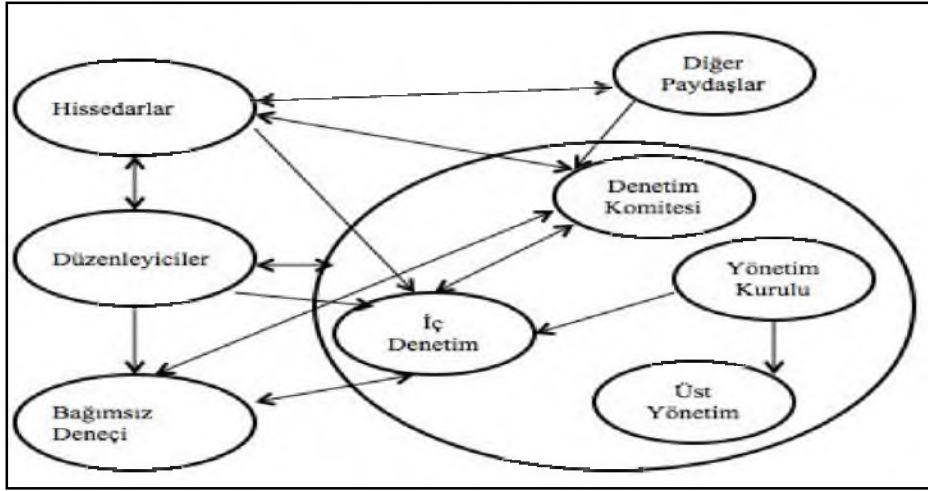 Hissedarlar
Diğer
Paydaşlar
Denetim
Komitesi
Düzenleyiciler
Yönetim
Kurulu
İç
Denetim
Üst
Yönetim
Bağımsız
Deneçi